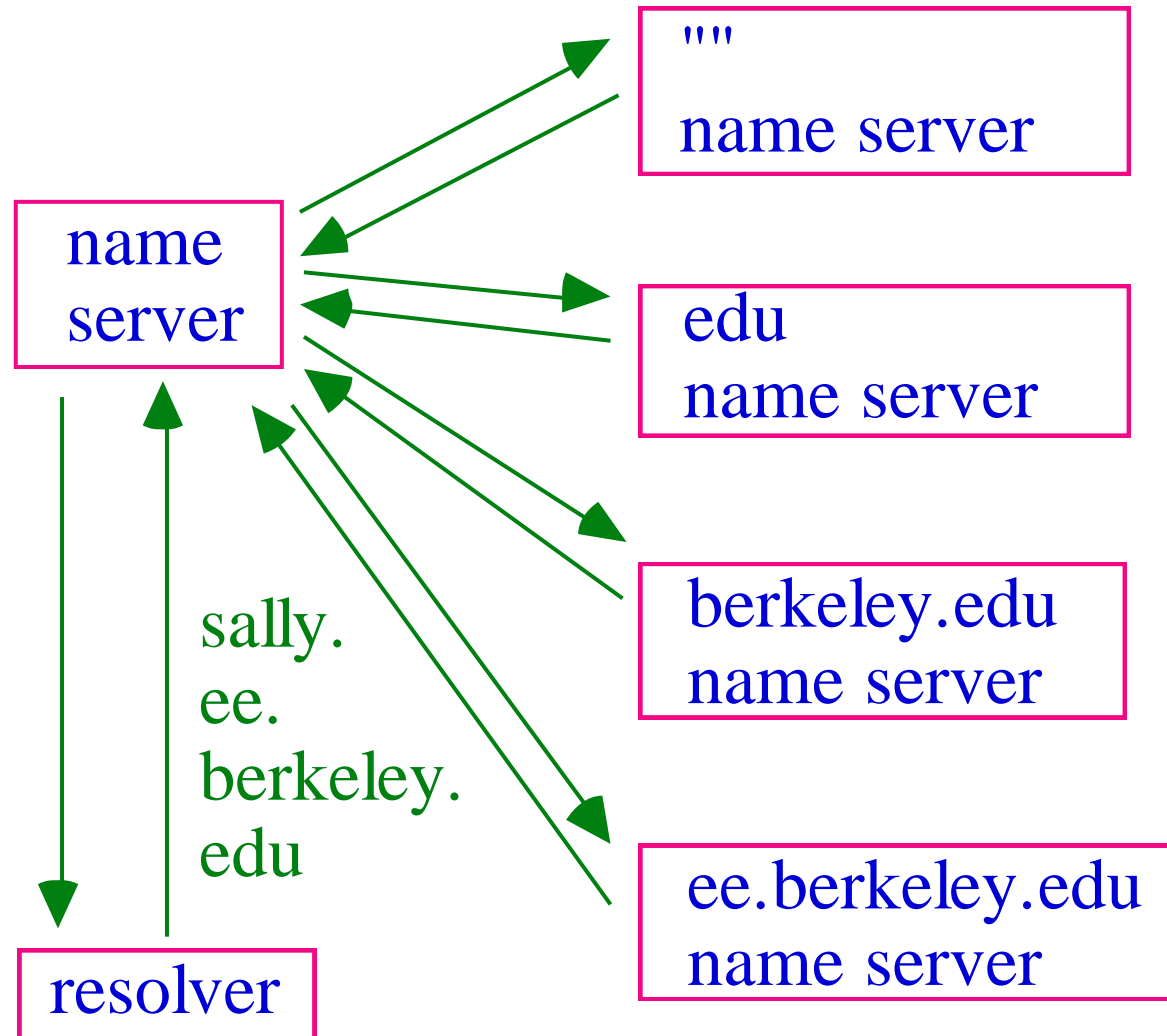 ""
name server
name
server
edu
name server
berkeley.edu
name server
sally.
ee.
berkeley.
edu
ee.berkeley.edu
name server
resolver